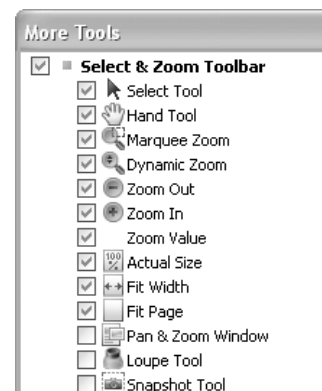 More Tools
Select & Zoom Toolbar
Select Tool
Hand Tool
Marquee Zoom
Dynamic Zoom
Zoom Out
Zoom In
Zoom Value
100%
Actual Size
Fit Width
Fit Page
Pan & Zoom Window
Loupe Tool
Snapshot Tool